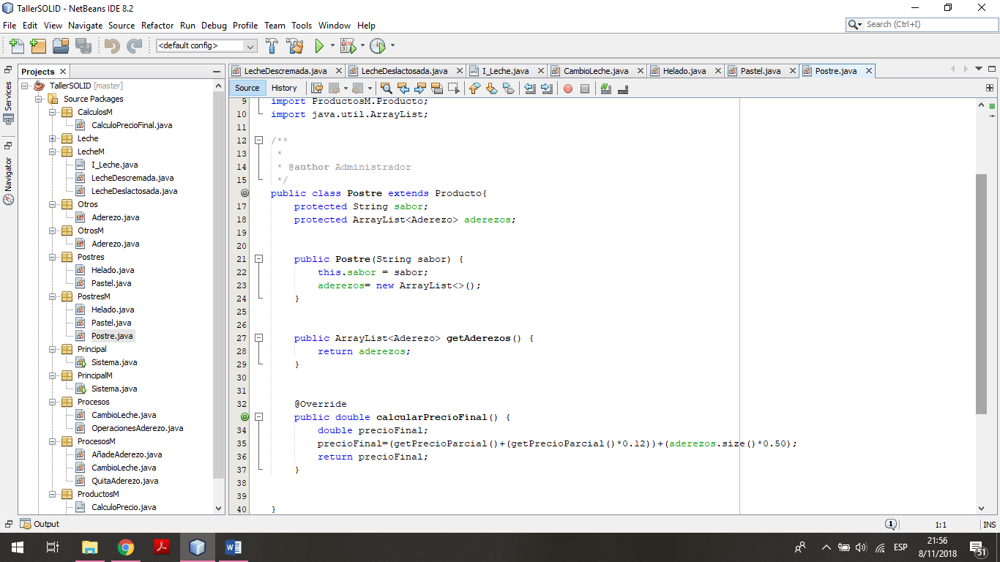 TallerSOLID - NetBeans IDE 8.2
File Edit View Navigate Source Refactor Run Debug Profile Team Tools Window Help
Search (Ctrl+I)
<default config>
Services
Navigator
Projects
TallerSOLID [master]
Source Packages
CalculosM
CalculoPrecioFinal.java
Leche
LecheM
I_Leche.java
LecheDescremada.java
LecheDeslactosada.java
Otros
Aderezo.java
OtrosM
Aderezo.java
Postres
Helado.java
Pastel.java
PostresM
Helado.java
Pastel.java
Postre.java
Principal
Sistema.java
PrincipalM
Sistema.java
Procesos
CambioLeche.java
OperacionesAderezo.java
ProcesosM
AñadeAderezo.java
CambioLeche.java
QuitaAderezo.java
ProductosM
CalculoPrecio.java
LecheDescremada.java LecheDeslactosada.java I_Leche.java CambioLeche.java Helado.java Pastel.java Postre.java
Source History
9 import ProductosM.Producto;
10 import java.util.ArrayList;
11
12 /**
13 *
14 * @author Administrador
15 */
public class Postre extends Producto{
17 protected String sabor;
18 protected ArrayList<Aderezo> aderezos;
19
20
21 public Postre(String sabor) {
22 this.sabor = sabor;
23 aderezos= new ArrayList<>();
24 }
25
26
27 public ArrayList<Aderezo> getAderezos() {
28 return aderezos;
29 }
30
31
32 @Override
public double calcularPrecioFinal() {
34 double precioFinal;
35 precioFinal=(getPrecioParcial()+(getPrecioParcial()*0.12))+(aderezos.size()*0.50);
36 return precioFinal;
37 }
38
39
40 }
Output
1
1:1 INS
ESP
21:56
8/11/2018
51